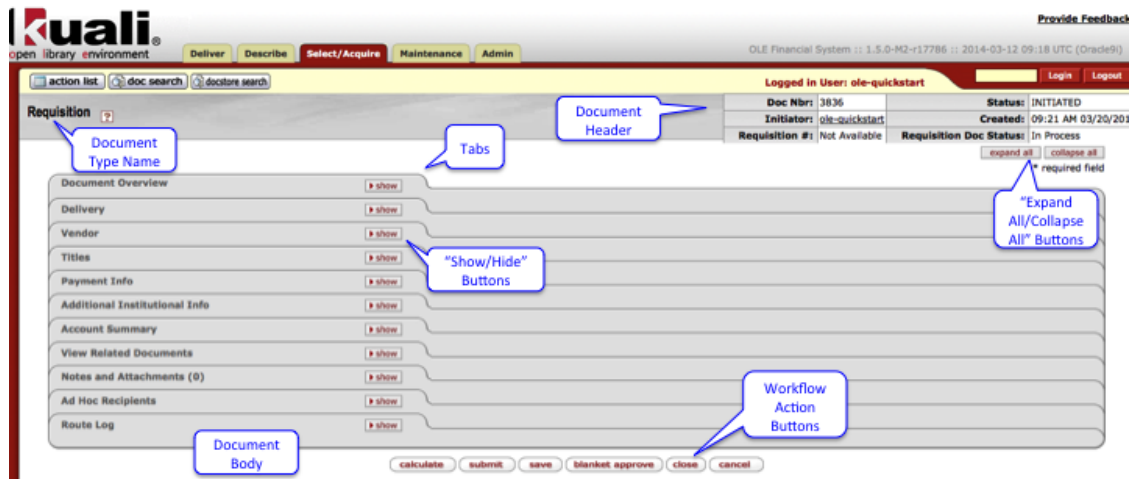 kuali®
open library environment
Provide Feedback
Deliver Describe Select/Acquire Maintenance Admin
OLE Financial System :: 1.5.0-M2-r17786 :: 2014-03-12 09:18 UTC (Oracle9i)
action list doc search docstore search
Logged in User: ole-quickstart
Login Logout
Requisition ?
Doc Nbr: 3836 Status: INITIATED
Initiator: ole-quickstart Created: 09:21 AM 03/20/201
Requisition #: Not Available Requisition Doc Status: In Process
Document
Header
Document
Type Name
Tabs
expand all collapse all
* required field
"Expand
All/Collapse
All" Buttons
Document Overview show
Delivery show
Vendor show
Titles show
Payment Info show
Additional Institutional Info show
Account Summary show
View Related Documents show
Notes and Attachments (0) show
Ad Hoc Recipients show
Route Log show
"Show/Hide"
Buttons
Workflow
Action
Buttons
Document
Body
calculate submit save blanket approve close cancel